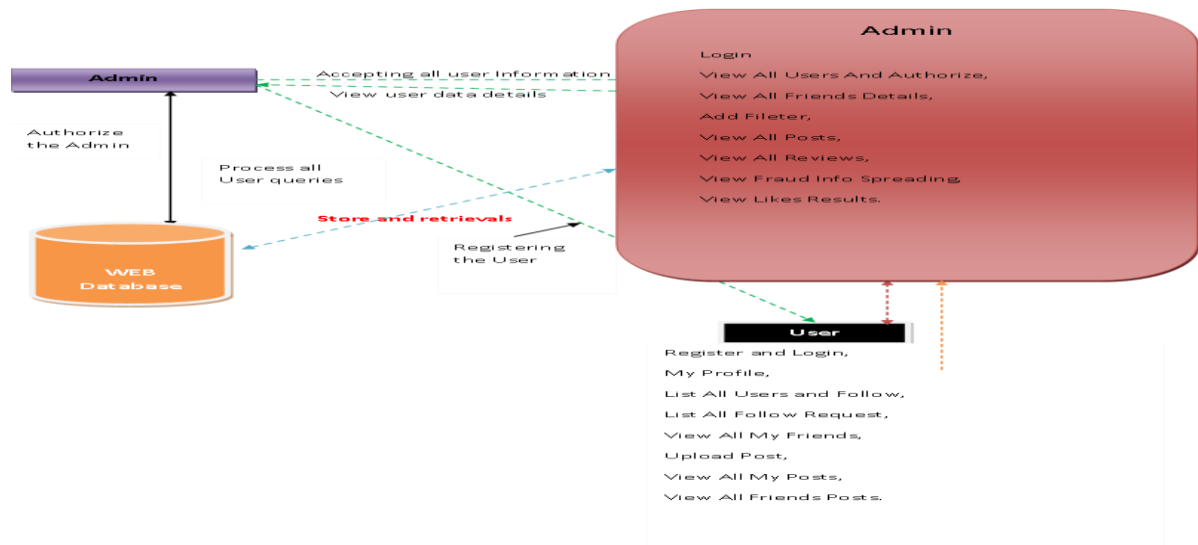 Admin
Accepting all user Information
View user data details
Authorize
the Admin
Process all
User queries
Store and retrievals
Registering
the User
WEB
Database
Admin
Login
View All Users And Authorize,
View All Friends Details,
Add Fileter,
View All Posts,
View All Reviews,
View Fraud Info Spreading,
View Likes Results.
User
Register and Login,
My Profile,
List All Users and Follow,
List All Follow Request,
View All My Friends,
Upload Post,
View All My Posts,
View All Friends Posts.